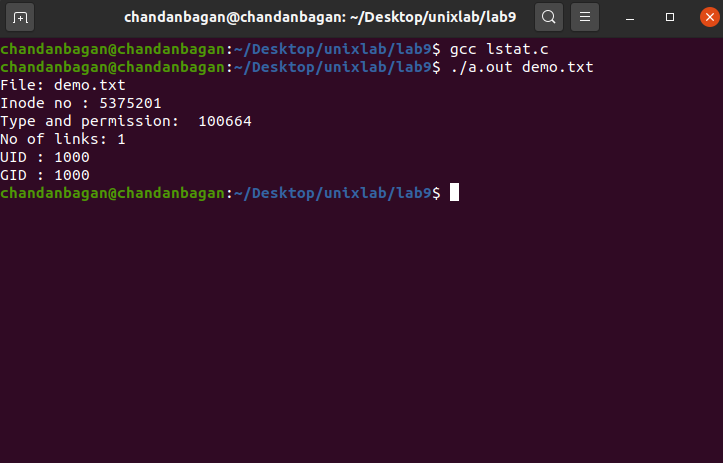 chandanbagan@chandanbagan: ~/Desktop/unixlab/lab9
chandanbagan@chandanbagan:~/Desktop/unixlab/lab9$ gcc lstat.c
chandanbagan@chandanbagan:~/Desktop/unixlab/lab9$ ./a.out demo.txt
File: demo.txt
Inode no : 5375201
Type and permission:  100664
No of links: 1
UID : 1000
GID : 1000
chandanbagan@chandanbagan:~/Desktop/unixlab/lab9$